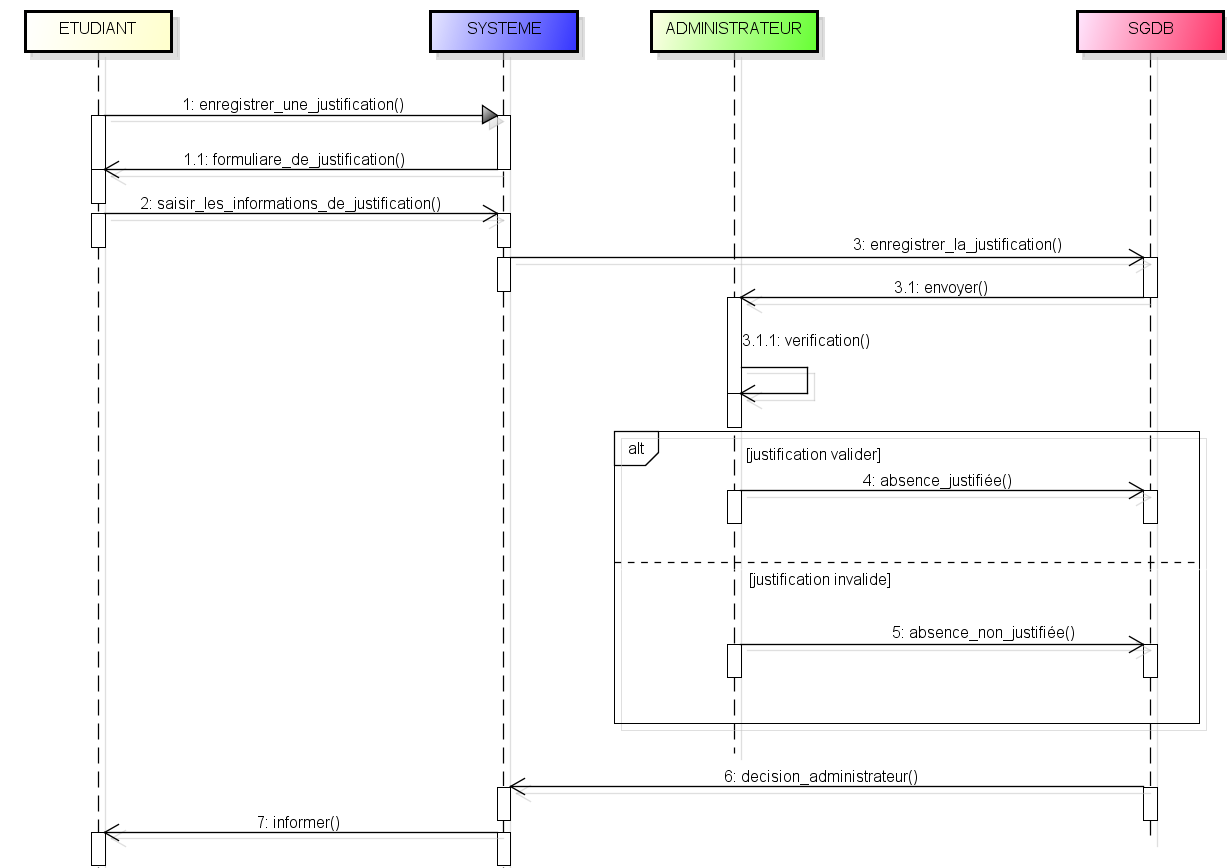 ETUDIANT
SYSTEME
ADMINISTRATEUR
SGDB
1: enregistrer_une_justification()
1.1: formuliare_de_justification()
2: saisir_les_informations_de_justification()
3: enregistrer_la_justification()
3.1: envoyer()
3.1.1: verification()
alt
[justification valider]
4: absence_justifiée()
[justification invalide]
5: absence_non_justifiée()
6: decision_administrateur()
7: informer()